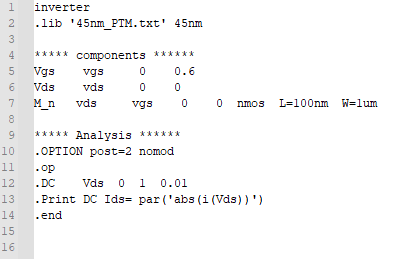 1 inverter
2 .lib '45nm_PTM.txt' 45nm
3
4 ***** components ******
5 Vgs vgs 0 0.6
6 Vds vds 0 0
7 M_n vds vgs 0 0 nmos L=100nm W=1um
8
9 ***** Analysis ******
10 .OPTION post=2 nomod
11 .op
12 .DC Vds 0 1 0.01
13 .Print DC Ids= par('abs(i(Vds))')
14 .end
15
16